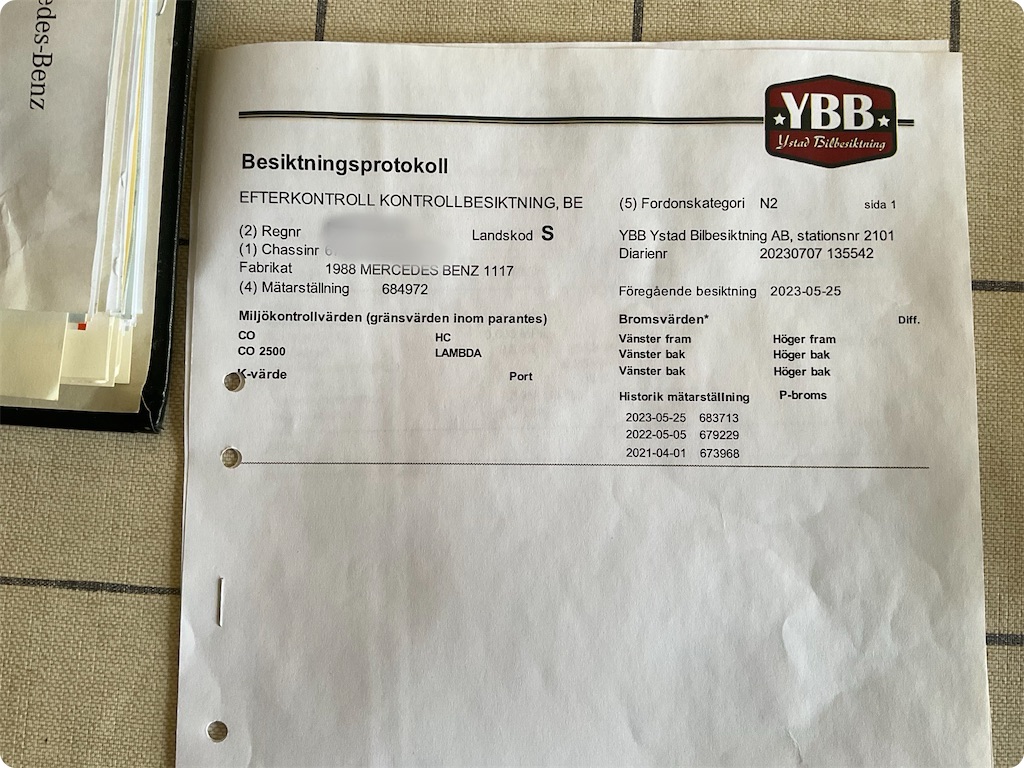 edes-Benz
YBB
Ystad Bilbesiktning
Besiktningsprotokoll
EFTERKONTROLL KONTROLLBESIKTNING, BE
(5) Fordonskategori N2 sida 1
(2) Regnr Landskod S
(1) Chassinr
Fabrikat 1988 MERCEDES BENZ 1117
(4) Mätarställning 684972
YBB Ystad Bilbesiktning AB, stationsnr 2101
Diarienr 20230707 135542
Föregående besiktning 2023-05-25
Miljökontrollvärden (gränsvärden inom parantes)
CO HC
CO 2500 LAMBDA
K-värde Port
Bromsvärden* Diff.
Vänster fram Höger fram
Vänster bak Höger bak
Vänster bak Höger bak
Historik mätarställning P-broms
2023-05-25 683713
2022-05-05 679229
2021-04-01 673968